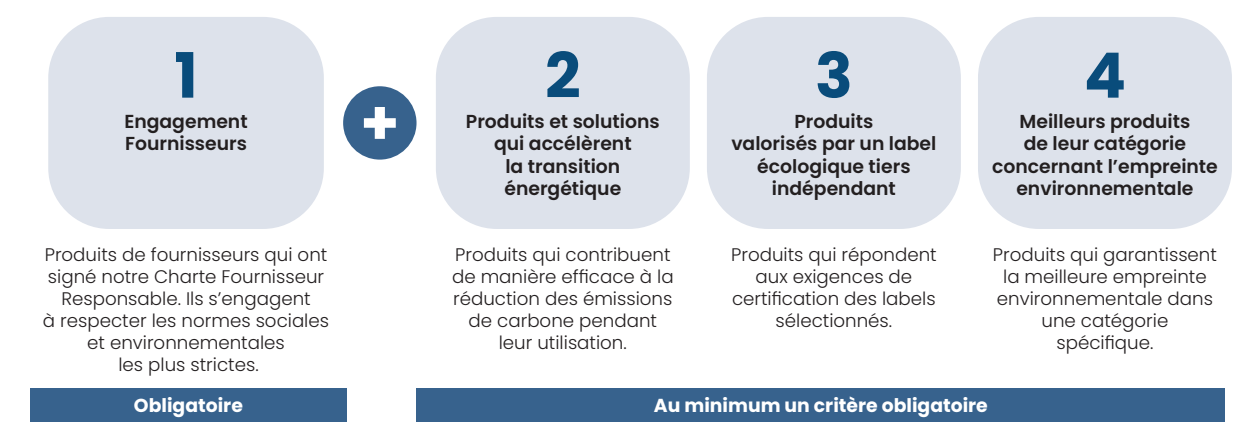 1
Engagement
Fournisseurs
Produits de fournisseurs qui ont
signé notre Charte Fournisseur
Responsable. Ils s’engagent
à respecter les normes sociales
et environnementales
les plus strictes.
Obligatoire
+
2
Produits et solutions
qui accélèrent
la transition
énergétique
Produits qui contribuent
de manière efficace à la
réduction des émissions
de carbone pendant
leur utilisation.
3
Produits
valorisés par un label
écologique tiers
indépendant
Produits qui répondent
aux exigences de
certification des labels
sélectionnés.
4
Meilleurs produits
de leur catégorie
concernant l’empreinte
environnementale
Produits qui garantissent
la meilleure empreinte
environnementale dans
une catégorie
spécifique.
Au minimum un critère obligatoire